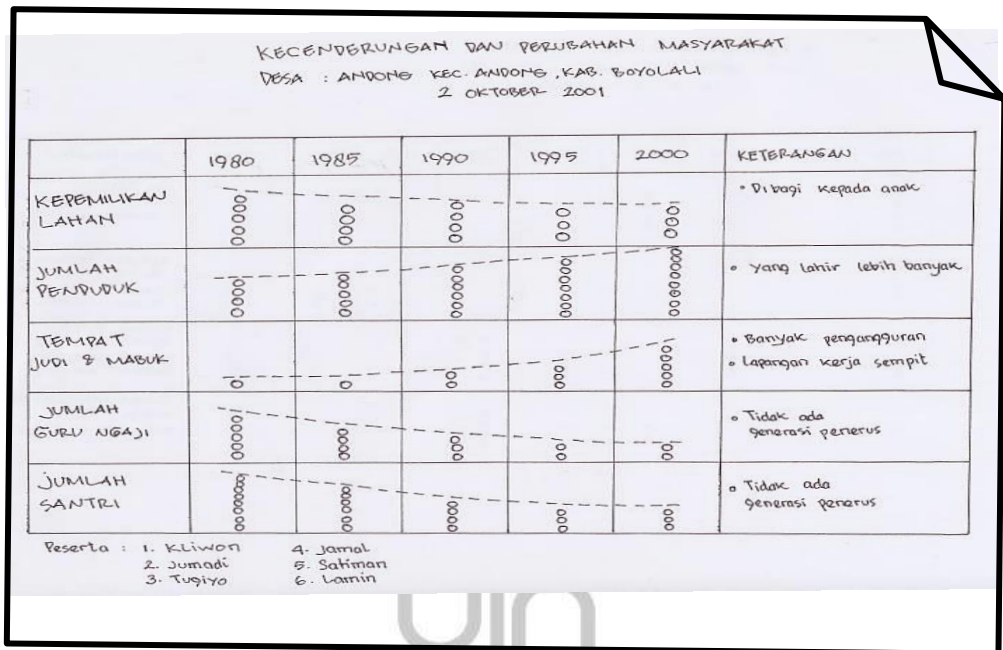 KECENDERUNGAN DAN PERUBAHAN MASYARAKAT
DESA : ANDONG KEC. ANDONG, KAB. BOYOLALI
2 OKTOBER 2001
1980 1985 1990 1995 2000 KETERANGAN
KEPEMILIKAN
LAHAN
• Dibagi kepada anak
JUMLAH
PENDUDUK
• Yang lahir lebih banyak
TEMPAT
JUDI & MABUK
• Banyak pengangguran
• Lapangan kerja sempit
JUMLAH
GURU NGAJI
• Tidak ada
generasi penerus
JUMLAH
SANTRI
• Tidak ada
generasi penerus
Peserta : 1. Kliwon 4. Jamal
2. Jumadi 5. Satiman
3. Tugiyo 6. Lamin
uin